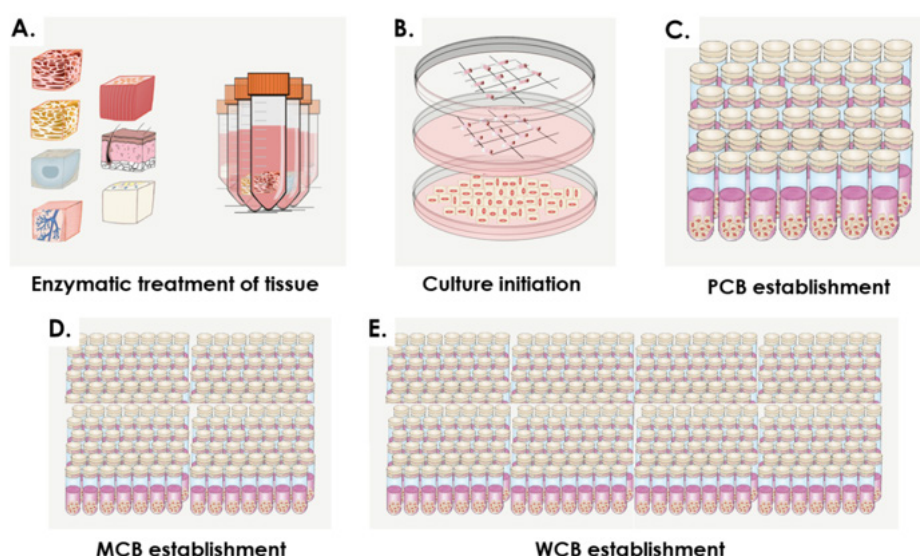 A.
B.
C.
Enzymatic treatment of tissue
Culture initiation
PCB establishment
D.
E.
MCB establishment
WCB establishment